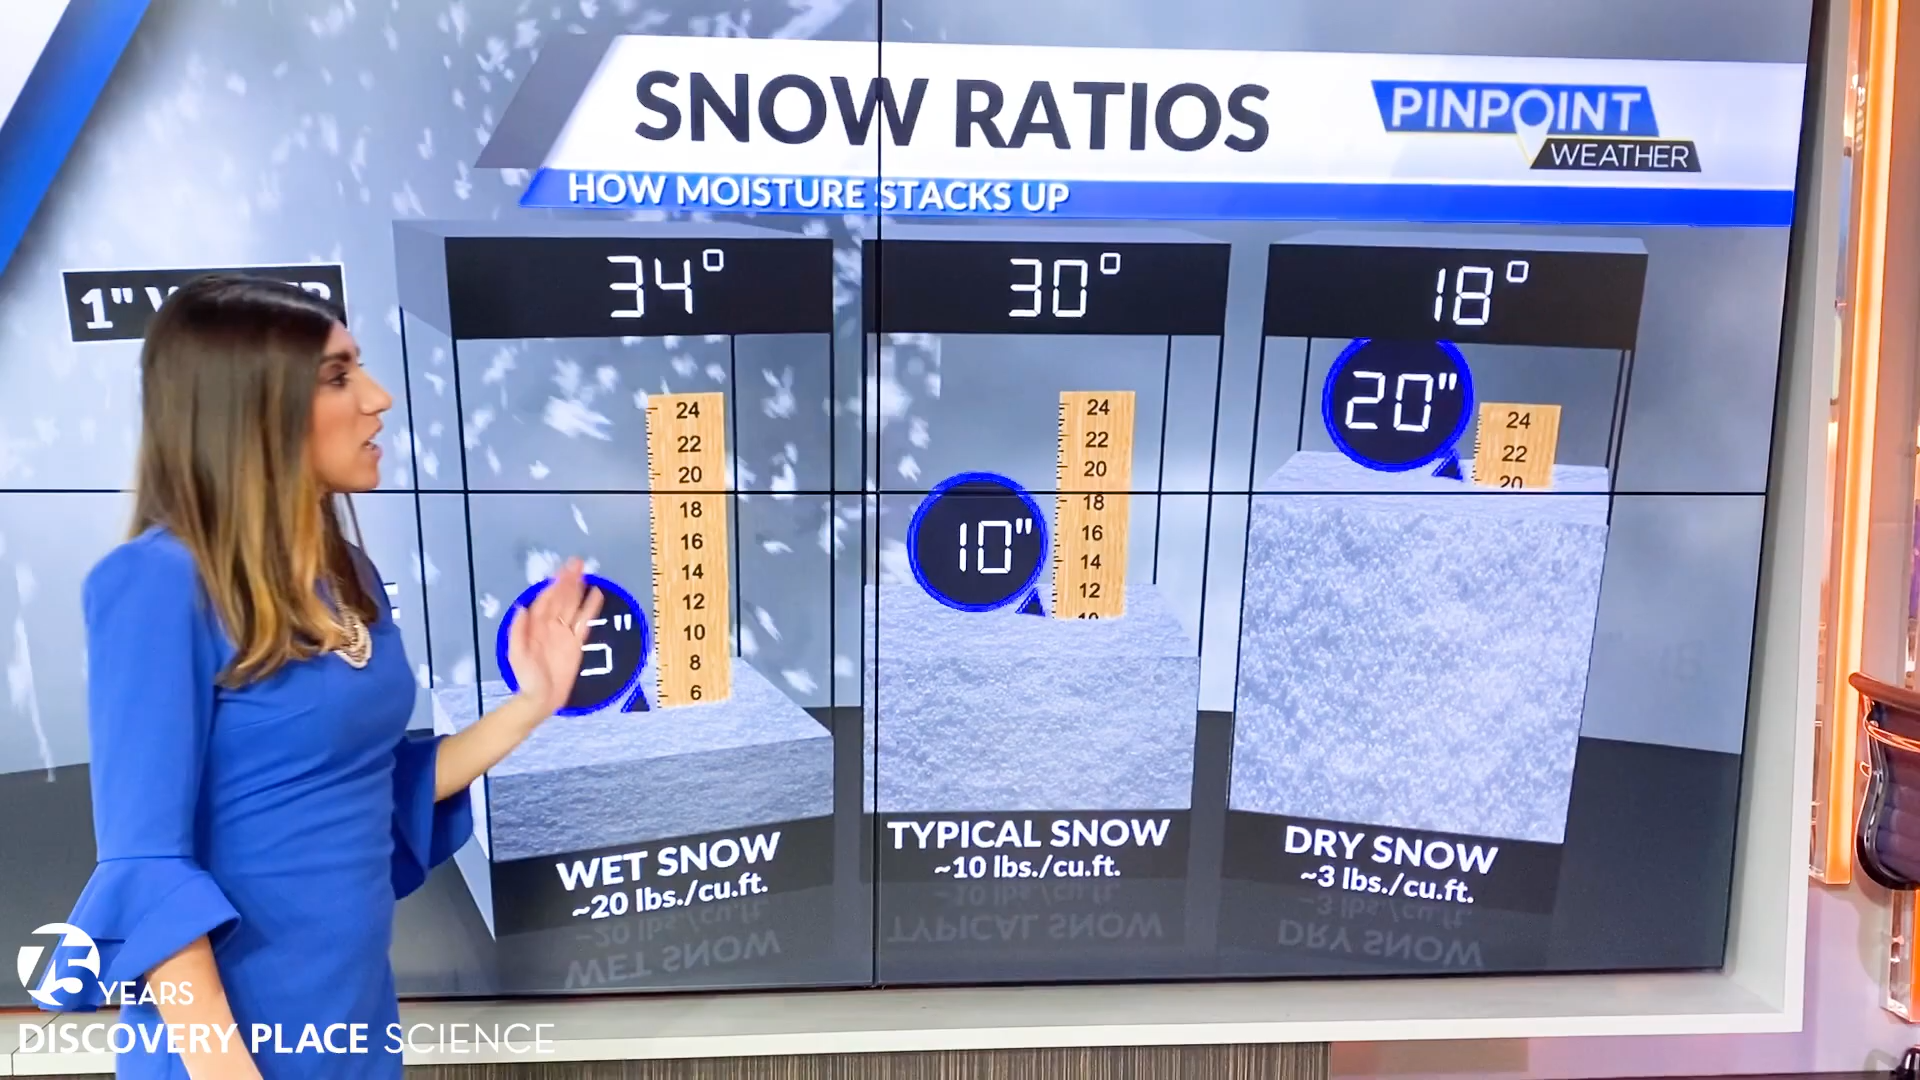 SNOW RATIOS
PINPOINT
WEATHER
HOW MOISTURE STACKS UP
1"
34°
30°
18°
5"
10"
20"
24
22
20
18
16
14
12
10
8
6
24
22
20
18
16
14
12
10
24
22
20
WET SNOW
~20 lbs./cu.ft.
TYPICAL SNOW
~10 lbs./cu.ft.
DRY SNOW
~3 lbs./cu.ft.
75
YEARS
DISCOVERY PLACE SCIENCE